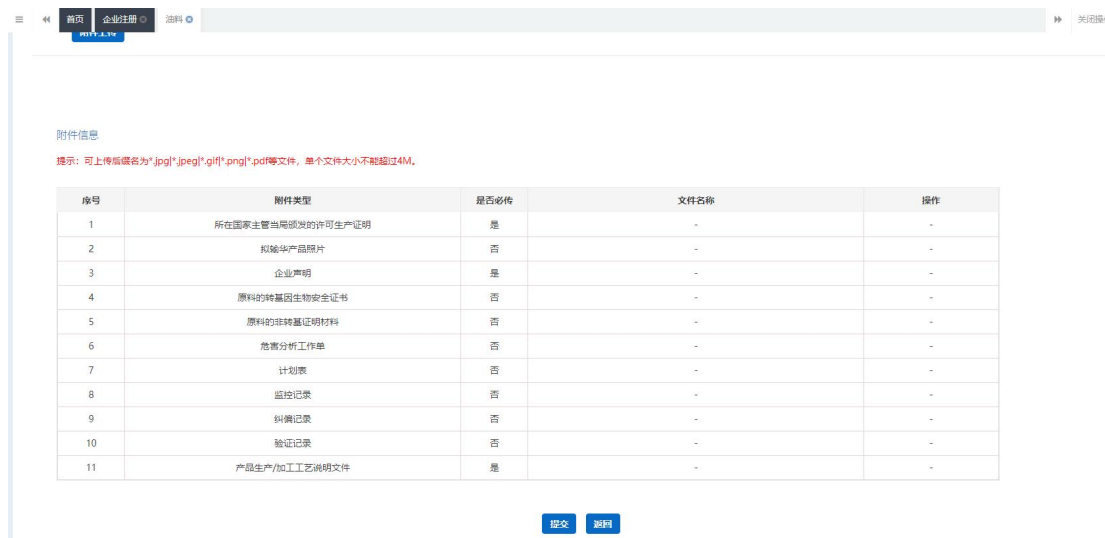 首页 企业注册 油料 关闭操
附件上传
附件信息
提示：可上传后缀名为*.jpg|*.jpeg|*.gif|*.png|*.pdf等文件，单个文件大小不能超过4M。
序号 附件类型 是否必传 文件名称 操作
1 所在国家主管当局颁发的许可生产证明 是 - -
2 拟输华产品照片 否 - -
3 企业声明 是 - -
4 原料的转基因生物安全证书 否 - -
5 原料的非转基证明材料 否 - -
6 危害分析工作单 否 - -
7 计划表 否 - -
8 监控记录 否 - -
9 纠偏记录 否 - -
10 验证记录 否 - -
11 产品生产/加工工艺说明文件 是 - -
提交 返回